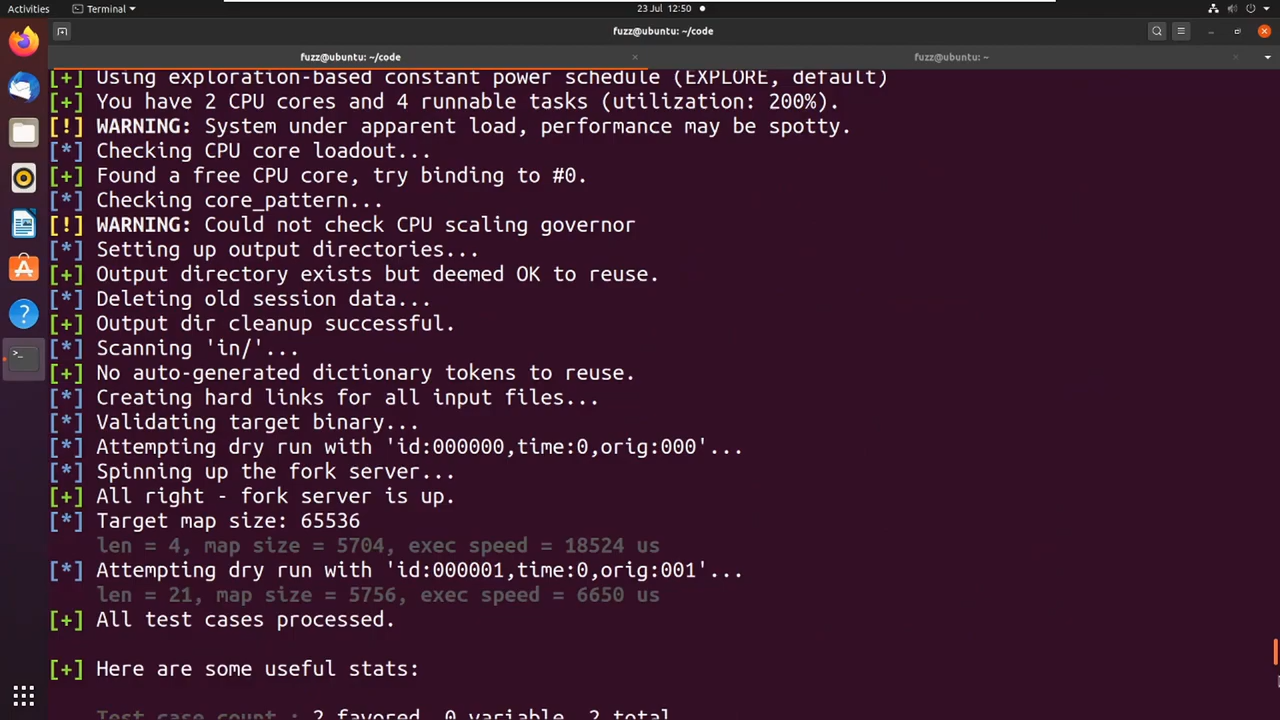 Activities
Terminal
23 Jul 12:50
fuzz@ubuntu: ~/code
fuzz@ubuntu: ~/code
fuzz@ubuntu: ~
[+] Using exploration-based constant power schedule (EXPLORE, default)
[+] You have 2 CPU cores and 4 runnable tasks (utilization: 200%).
[!] WARNING: System under apparent load, performance may be spotty.
[*] Checking CPU core loadout...
[+] Found a free CPU core, try binding to #0.
[*] Checking core_pattern...
[!] WARNING: Could not check CPU scaling governor
[*] Setting up output directories...
[+] Output directory exists but deemed OK to reuse.
[*] Deleting old session data...
[+] Output dir cleanup successful.
[*] Scanning 'in/'...
[+] No auto-generated dictionary tokens to reuse.
[*] Creating hard links for all input files...
[*] Validating target binary...
[*] Attempting dry run with 'id:000000,time:0,orig:000'...
[*] Spinning up the fork server...
[+] All right - fork server is up.
[*] Target map size: 65536
len = 4, map size = 5704, exec speed = 18524 us
[*] Attempting dry run with 'id:000001,time:0,orig:001'...
len = 21, map size = 5756, exec speed = 6650 us
[+] All test cases processed.
[+] Here are some useful stats:
Test case count : 2 favored, 0 variable, 2 total